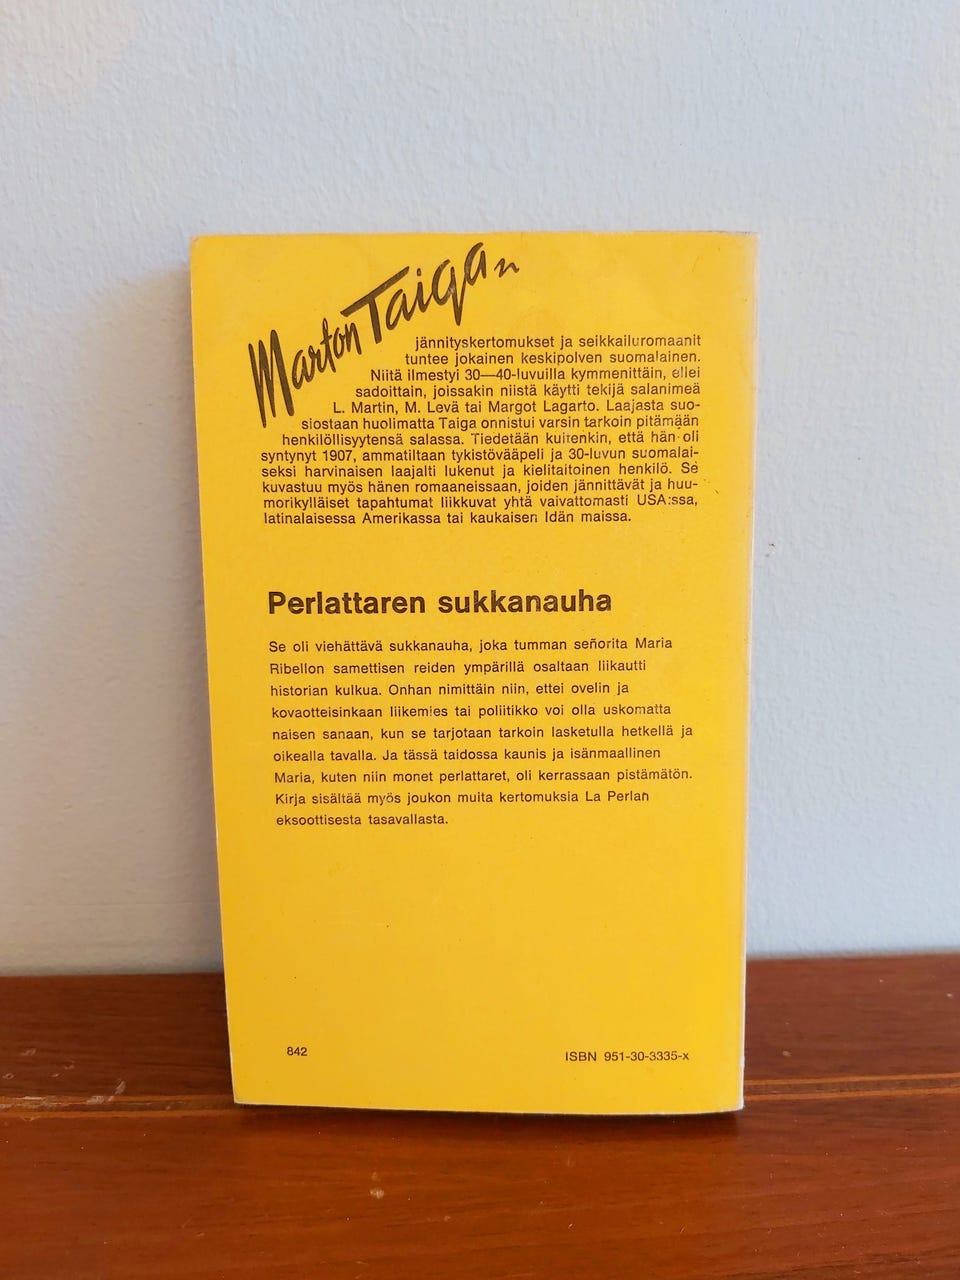 Marton Taigan
jännityskertomukset ja seikkailuromaanit
tuntee jokainen keskipolven suomalainen.
Niitä ilmestyi 30—40-luvuilla kymmenittäin, ellei
sadoittain, joissakin niistä käytti tekijä salanimeä
L. Martin, M. Levä tai Margot Lagarto. Laajasta suo-
siostaan huolimatta Taiga onnistui varsin tarkoin pitämään
henkilöllisyytensä salassa. Tiedetään kuitenkin, että hän oli
syntynyt 1907, ammatiltaan tykistövääpeli ja 30-luvun suomalai-
seksi harvinaisen laajalti lukenut ja kielitaitoinen henkilö. Se
kuvastuu myös hänen romaaneissaan, joiden jännittävät ja huu-
morikylläiset tapahtumat liikkuvat yhtä vaivattomasti USA:ssa,
latinalaisessa Amerikassa tai kaukaisen Idän maissa.
Perlattaren sukkanauha
Se oli viehättävä sukkanauha, joka tumman señorita Maria
Ribellon samettisen reiden ympärillä osaltaan liikautti
historian kulkua. Onhan nimittäin niin, ettei ovelin ja
kovaotteisinkaan liikemies tai poliitikko voi olla uskomatta
naisen sanaan, kun se tarjotaan tarkoin lasketulla hetkellä ja
oikealla tavalla. Ja tässä taidossa kaunis ja isänmaallinen
Maria, kuten niin monet perlattaret, oli kerrassaan pistämätön.
Kirja sisältää myös joukon muita kertomuksia La Perlan
eksoottisesta tasavallasta.
842
ISBN 951-30-3335-x